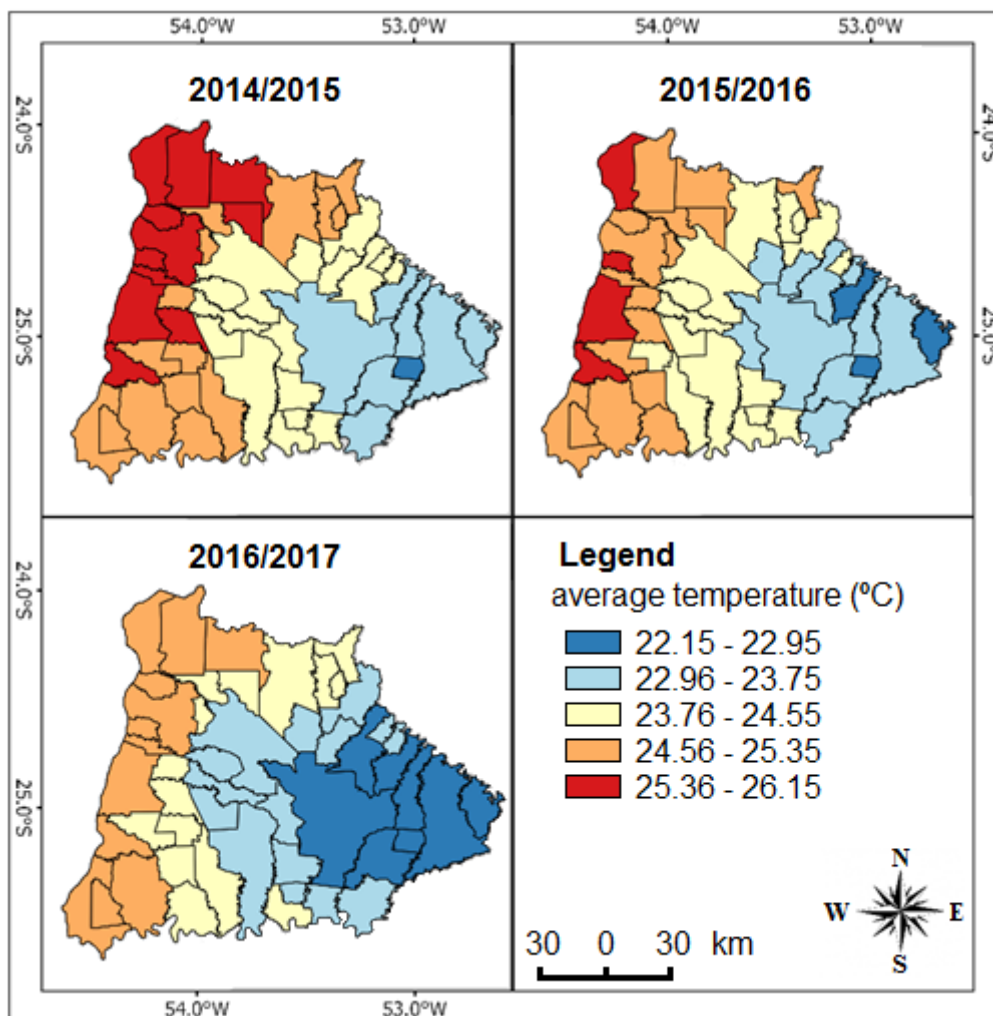 54.0°W 53.0°W 54.0°W 53.0°W
2014/2015 2015/2016
24.0°S 24.0°S
25.0°S 25.0°S
2016/2017
24.0°S
25.0°S
Legend
average temperature (ºC)
22.15 - 22.95
22.96 - 23.75
23.76 - 24.55
24.56 - 25.35
25.36 - 26.15
N
W E
S
30 0 30 km
54.0°W 53.0°W